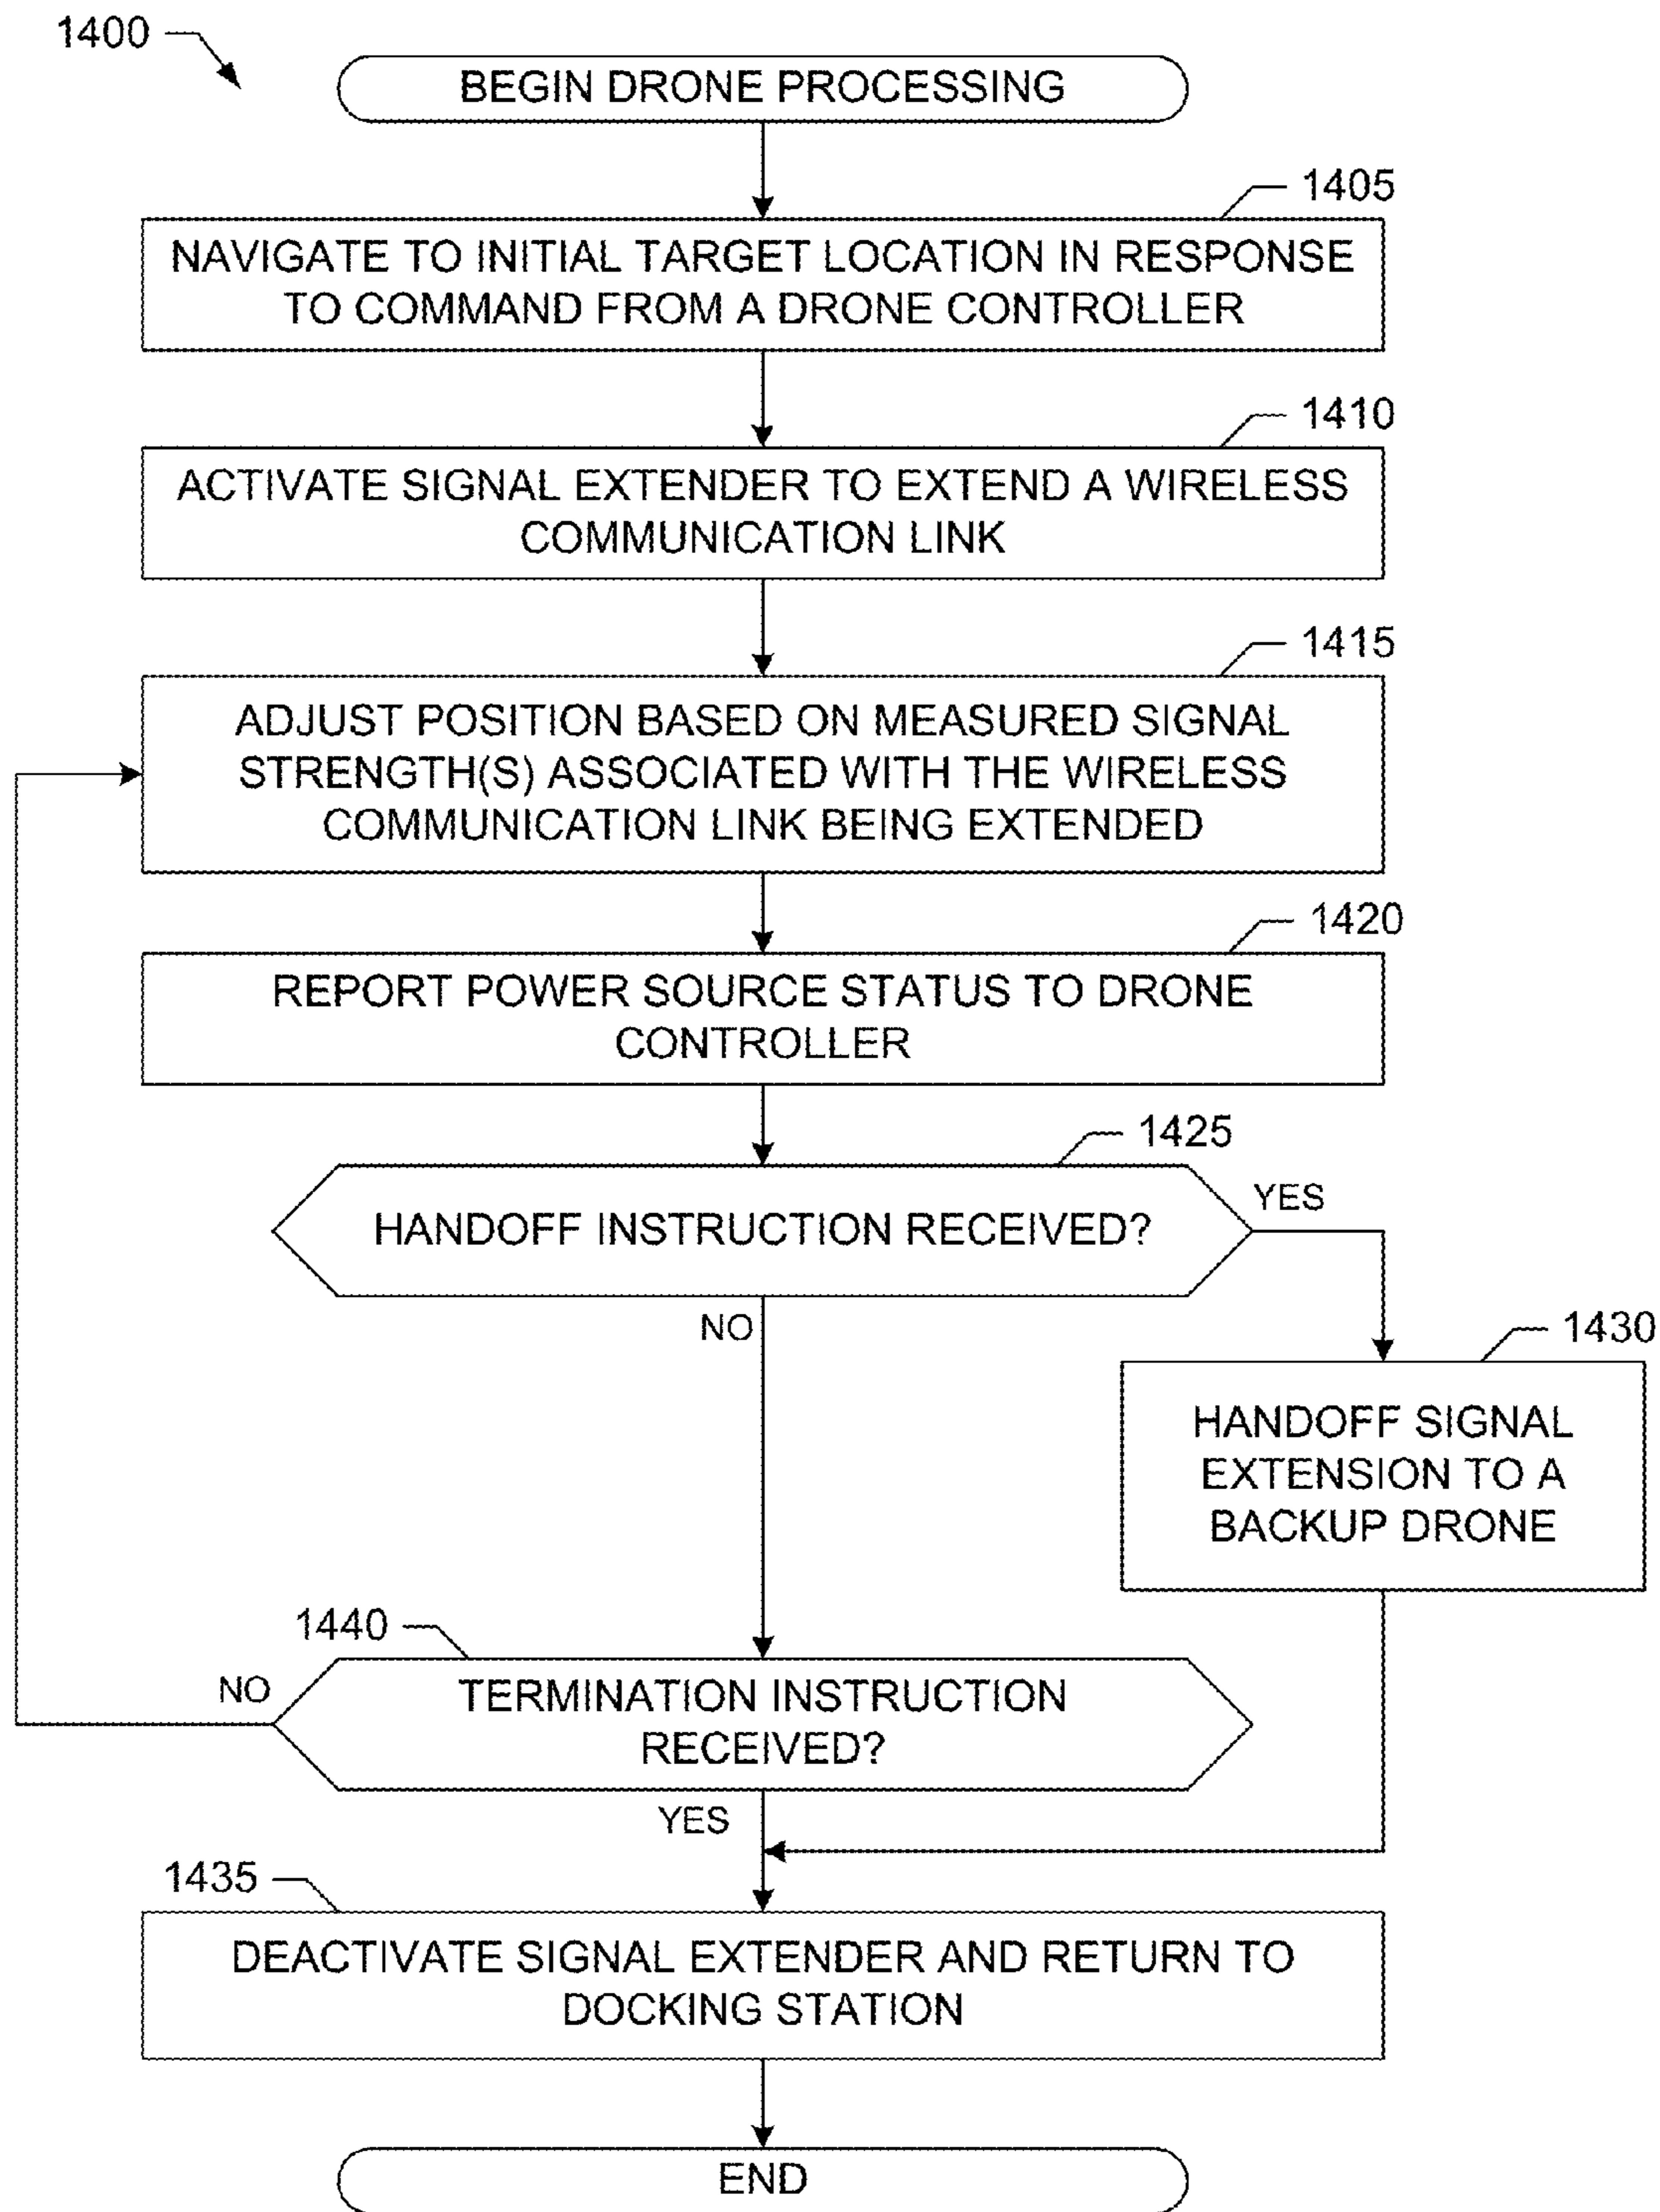 1400
BEGIN DRONE PROCESSING
1405
NAVIGATE TO INITIAL TARGET LOCATION IN RESPONSE
TO COMMAND FROM A DRONE CONTROLLER
1410
ACTIVATE SIGNAL EXTENDER TO EXTEND A WIRELESS
COMMUNICATION LINK
1415
ADJUST POSITION BASED ON MEASURED SIGNAL
STRENGTH(S) ASSOCIATED WITH THE WIRELESS
COMMUNICATION LINK BEING EXTENDED
1420
REPORT POWER SOURCE STATUS TO DRONE
CONTROLLER
1425
HANDOFF INSTRUCTION RECEIVED?
YES
NO
1430
HANDOFF SIGNAL
EXTENSION TO A
BACKUP DRONE
1440
TERMINATION INSTRUCTION
RECEIVED?
NO
YES
1435
DEACTIVATE SIGNAL EXTENDER AND RETURN TO
DOCKING STATION
END